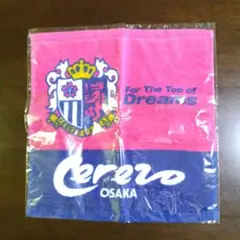 For The Top of
Dreams
Cerezo
OSAKA